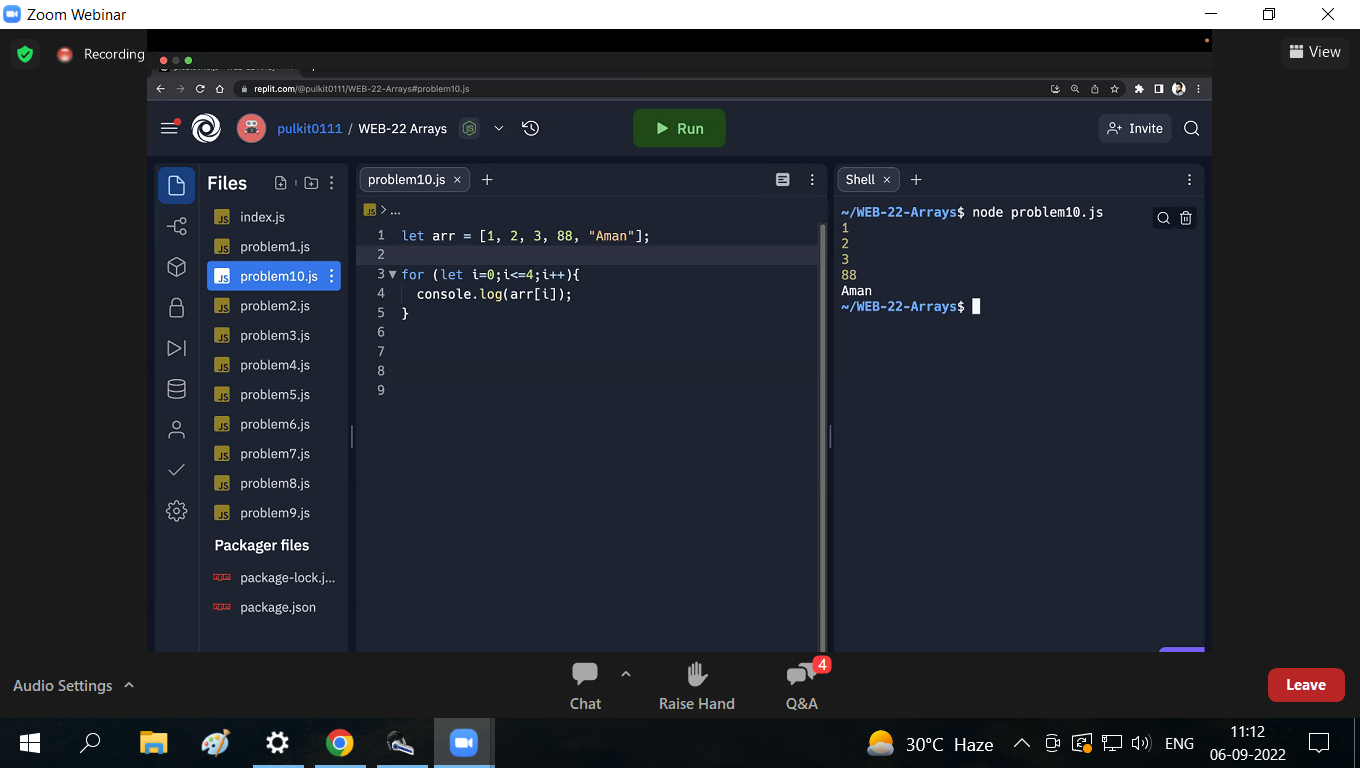 Zoom Webinar
Recording
View
replit.com/@pulkit0111/WEB-22-Arrays#problem10.js
pulkit0111 / WEB-22 Arrays
Run
Invite
Files
index.js
problem1.js
problem10.js
problem2.js
problem3.js
problem4.js
problem5.js
problem6.js
problem7.js
problem8.js
problem9.js
Packager files
package-lock.j...
package.json
problem10.js × +
JS > ...
1 let arr = [1, 2, 3, 88, "Aman"];
2
3 for (let i=0;i<=4;i++){
4 console.log(arr[i]);
5 }
6
7
8
9
Shell × +
~/WEB-22-Arrays$ node problem10.js
1
2
3
88
Aman
~/WEB-22-Arrays$
Audio Settings
Chat
Raise Hand
4
Q&A
Leave
30°C Haze
ENG
11:12
06-09-2022